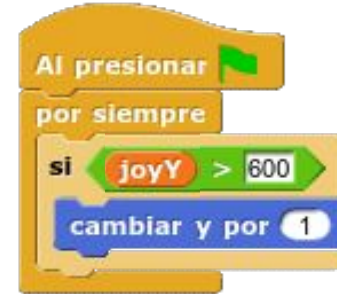 Al presionar
por siempre
si joyY > 600
cambiar y por 1